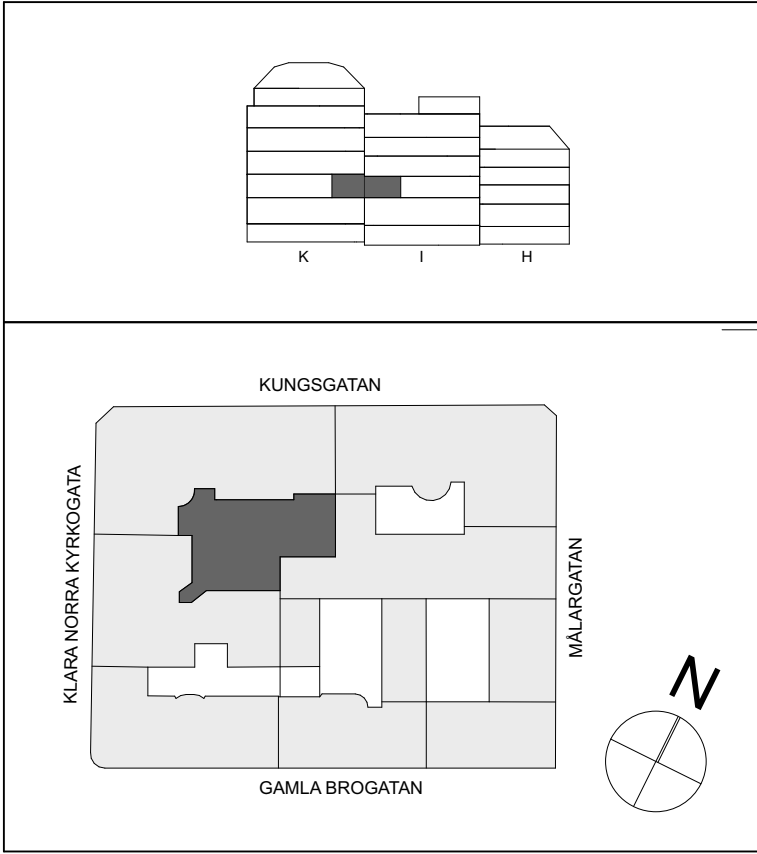 K I H
KUNGSGATAN
KLARA NORRA KYRKOGATA
MÅLARGATAN
N
GAMLA BROGATAN